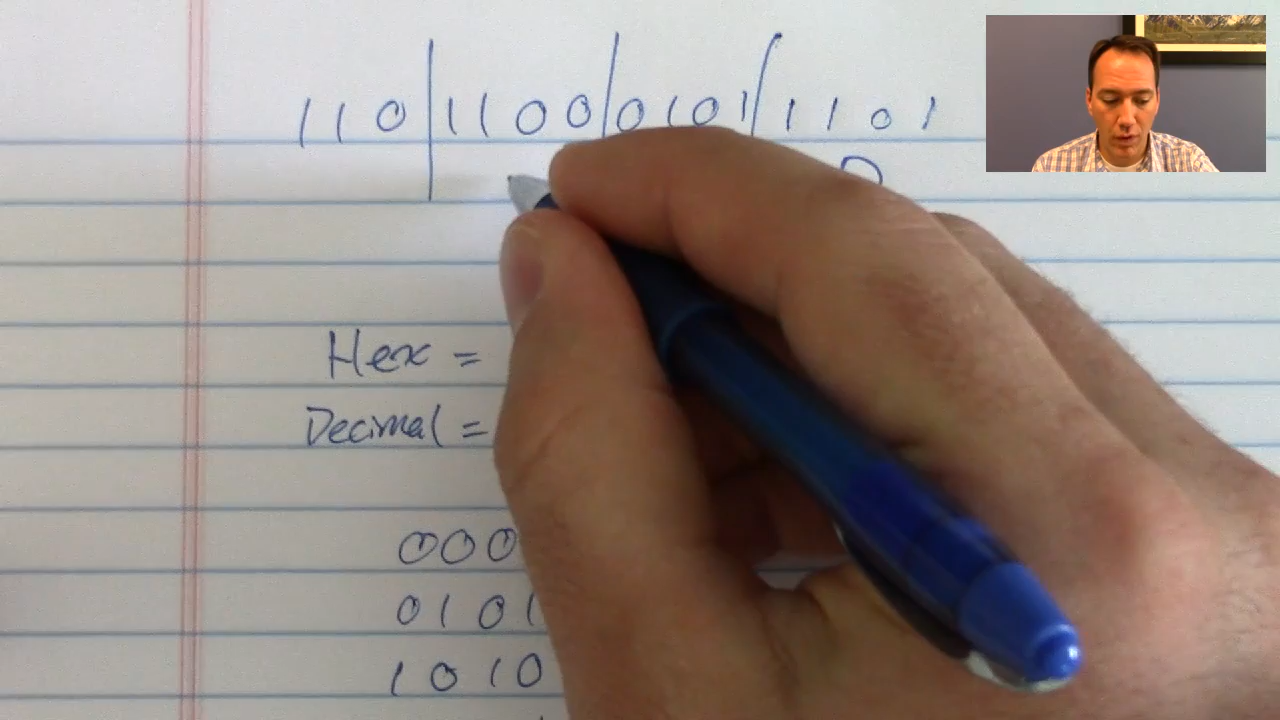 110|1100|0101|1101
D
Hex =
Decimal =
000
0101
1010